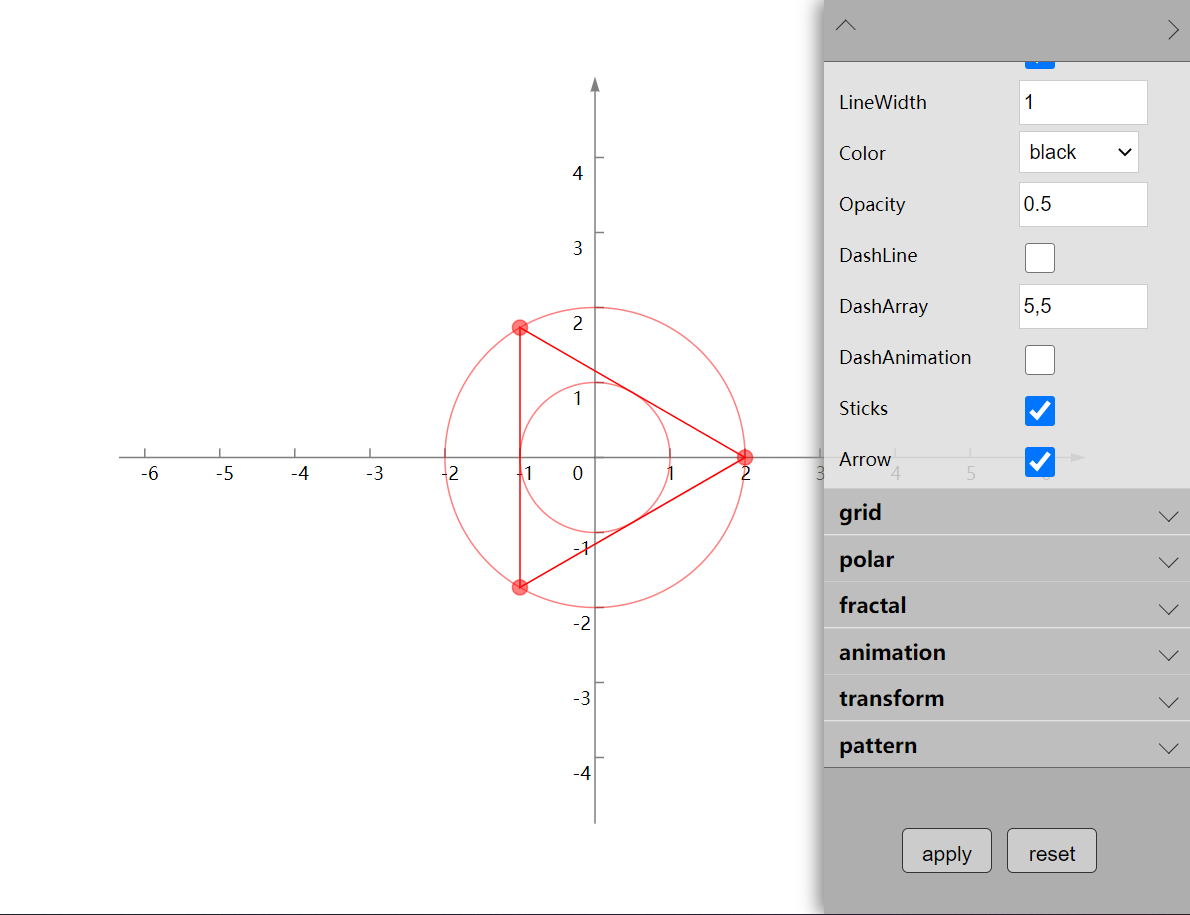 4
3
2
1
-6 -5 -4 -3 -2 -1 0 1 2 3 4 5
-1
-2
-3
-4
LineWidth 1
Color black
Opacity 0.5
DashLine
DashArray 5,5
DashAnimation
Sticks
Arrow
grid
polar
fractal
animation
transform
pattern
apply reset